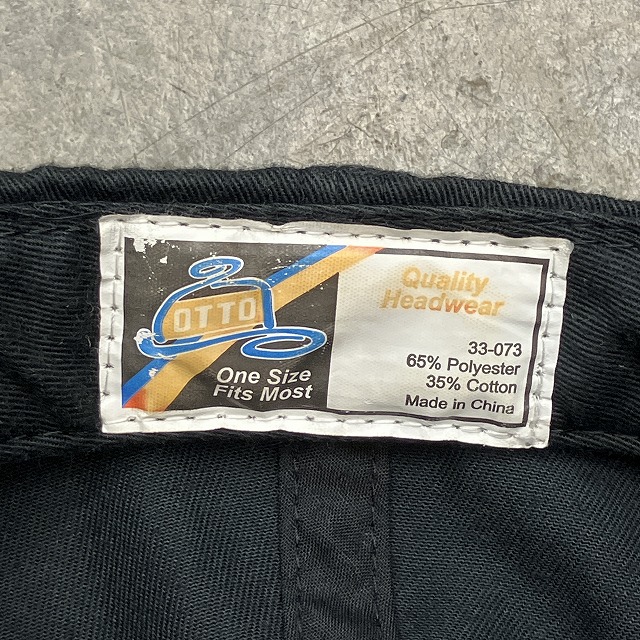 OTTO
One Size
Fits Most
Quality
Headwear
33-073
65% Polyester
35% Cotton
Made in China